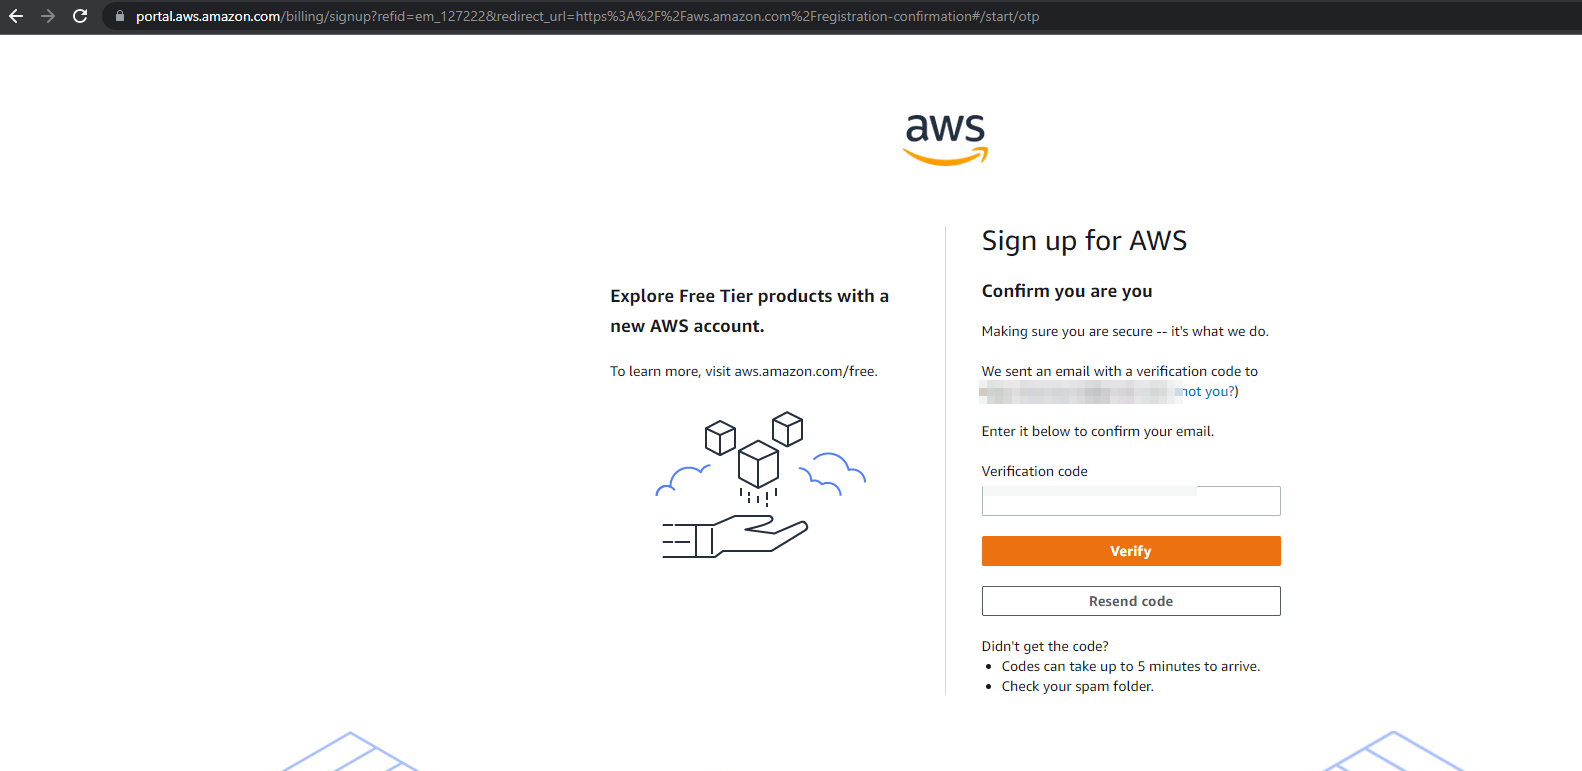 portal.aws.amazon.com/billing/signup?refid=em_127222&redirect_url=https%3A%2F%2Faws.amazon.com%2Fregistration-confirmation#/start/otp
aws
Explore Free Tier products with a
new AWS account.
To learn more, visit aws.amazon.com/free.
Sign up for AWS
Confirm you are you
Making sure you are secure -- it's what we do.
We sent an email with a verification code to
not you?)
Enter it below to confirm your email.
Verification code
Verify
Resend code
Didn't get the code?
• Codes can take up to 5 minutes to arrive.
• Check your spam folder.